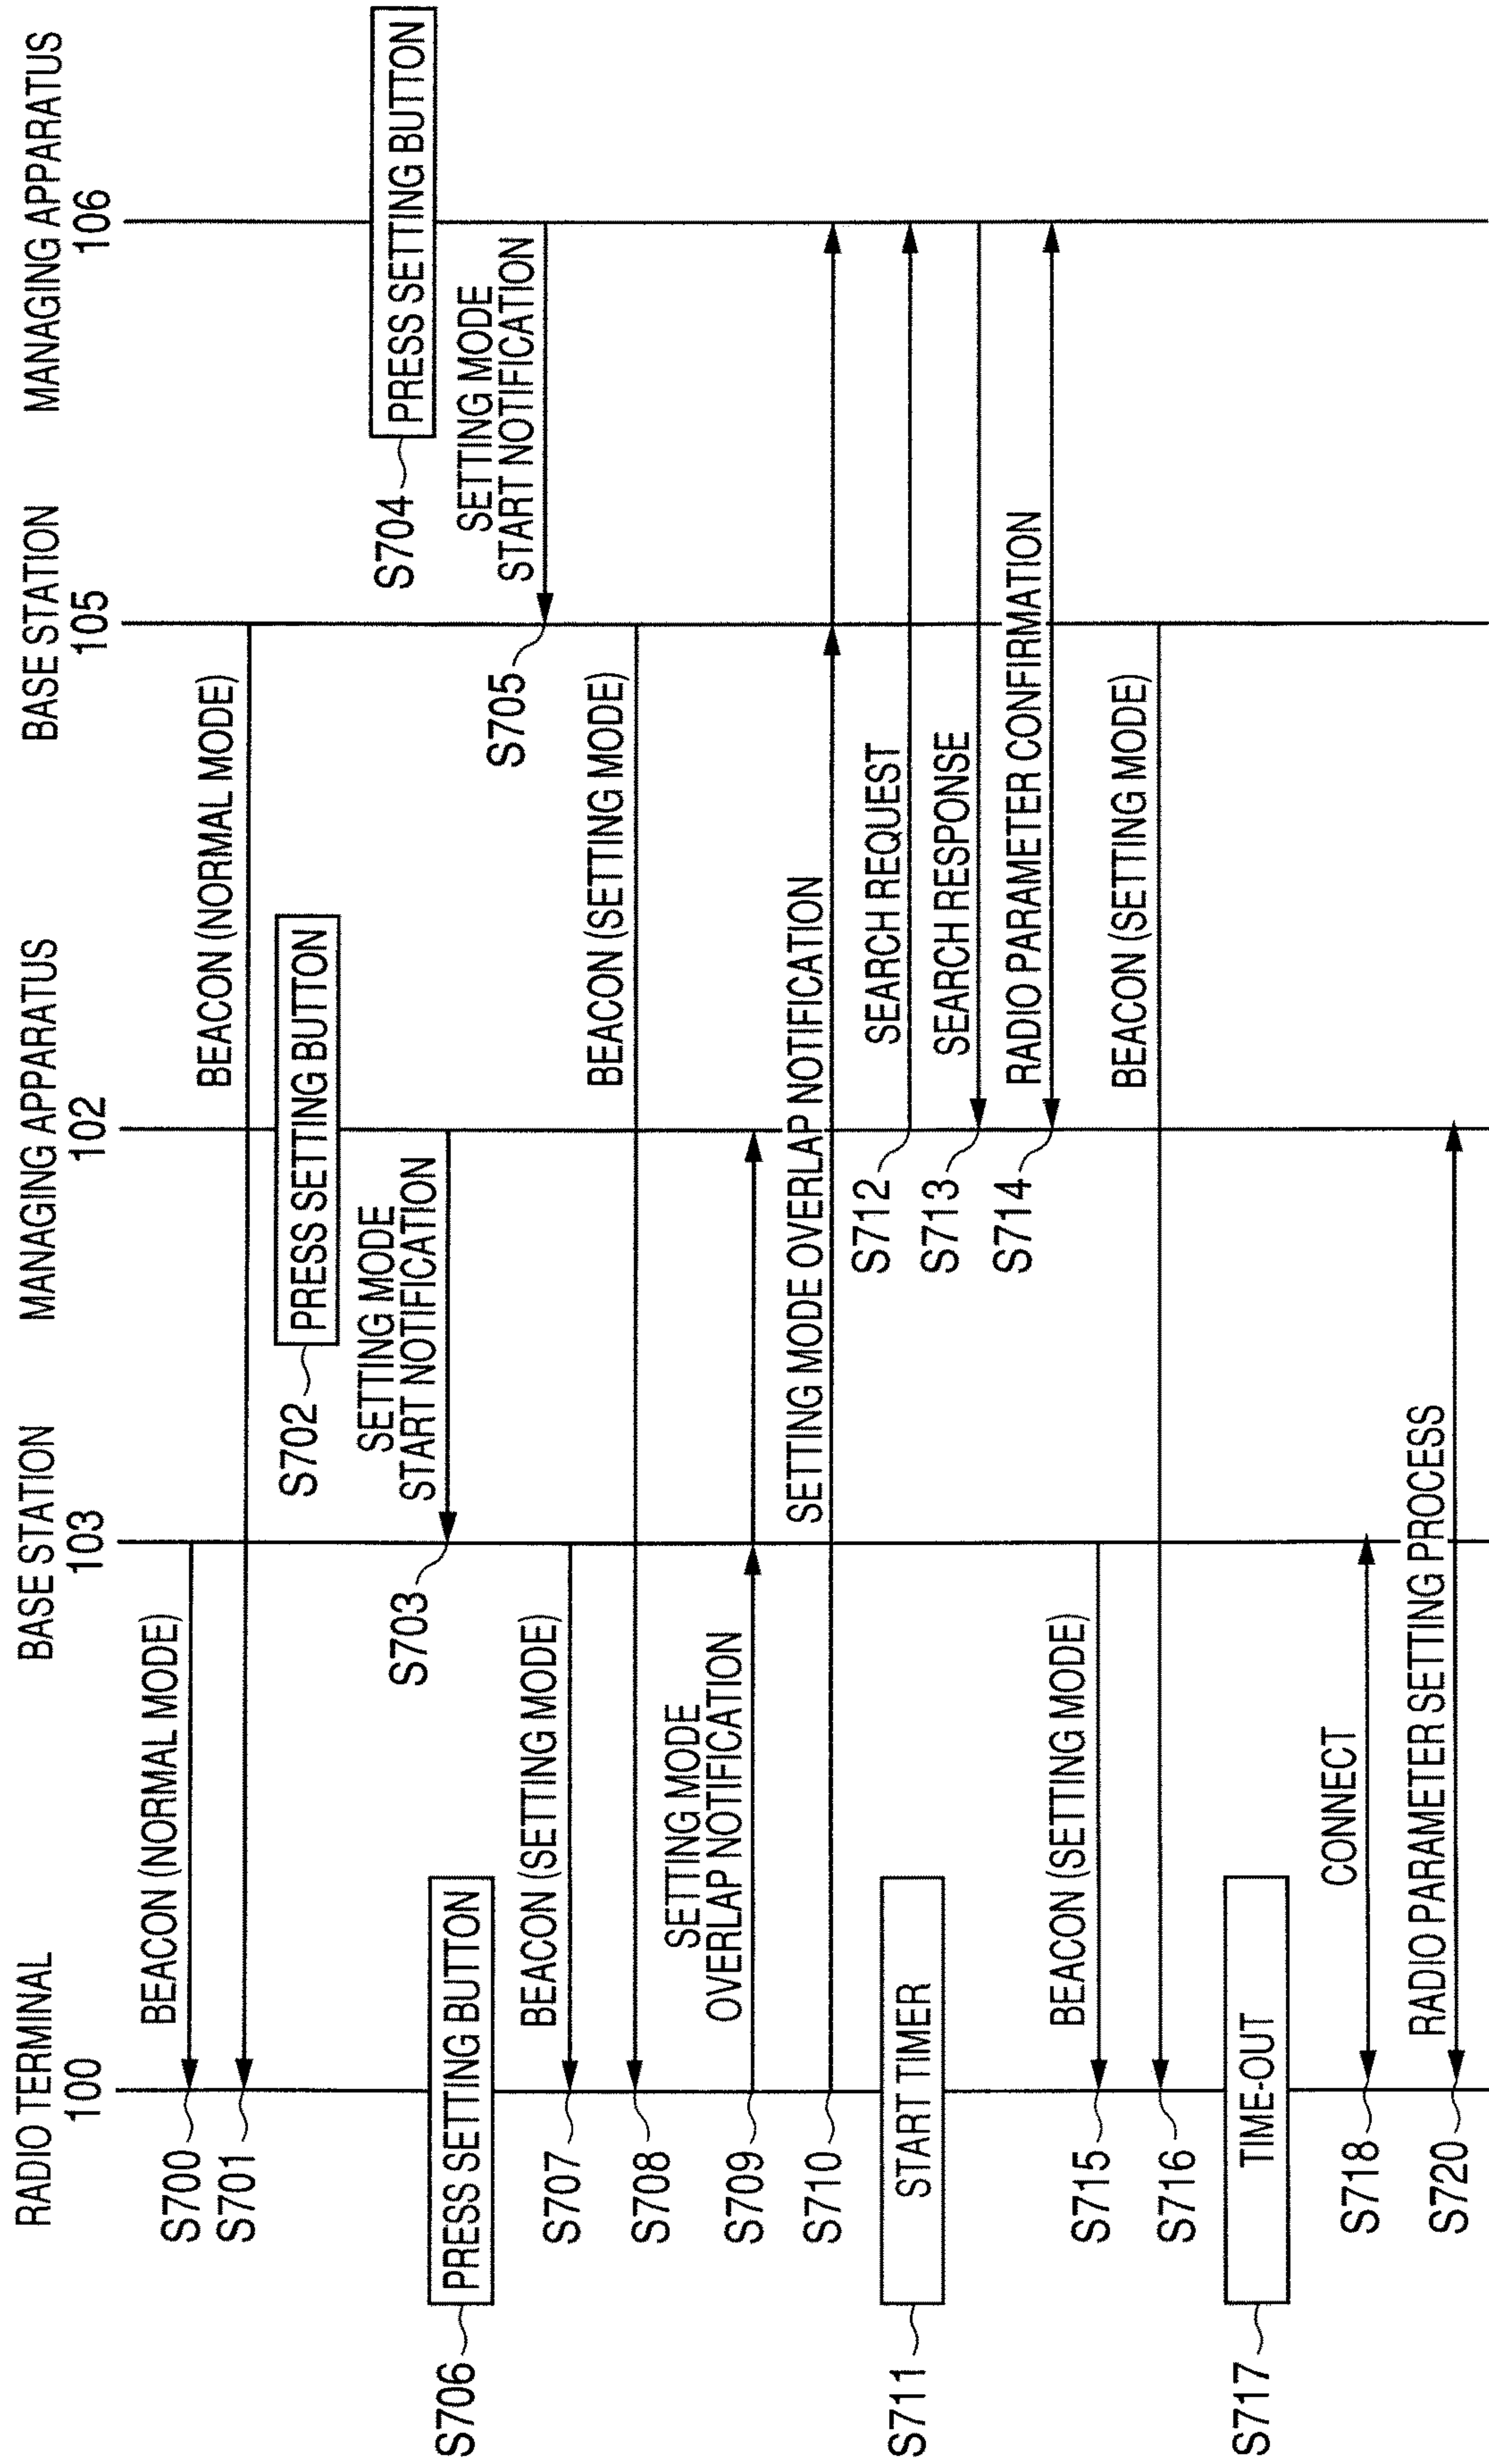 RADIO TERMINAL
100
BASE STATION
103
MANAGING APPARATUS
102
BASE STATION
105
MANAGING APPARATUS
106
S700
BEACON (NORMAL MODE)
S701
BEACON (NORMAL MODE)
S702
PRESS SETTING BUTTON
SETTING MODE
START NOTIFICATION
S703
S704
PRESS SETTING BUTTON
SETTING MODE
START NOTIFICATION
S705
S706
PRESS SETTING BUTTON
S707
BEACON (SETTING MODE)
S708
BEACON (SETTING MODE)
S709
SETTING MODE
OVERLAP NOTIFICATION
S710
SETTING MODE OVERLAP NOTIFICATION
S711
START TIMER
S712
SEARCH REQUEST
S713
SEARCH RESPONSE
S714
RADIO PARAMETER CONFIRMATION
S715
BEACON (SETTING MODE)
S716
BEACON (SETTING MODE)
S717
TIME-OUT
S718
CONNECT
S720
RADIO PARAMETER SETTING PROCESS